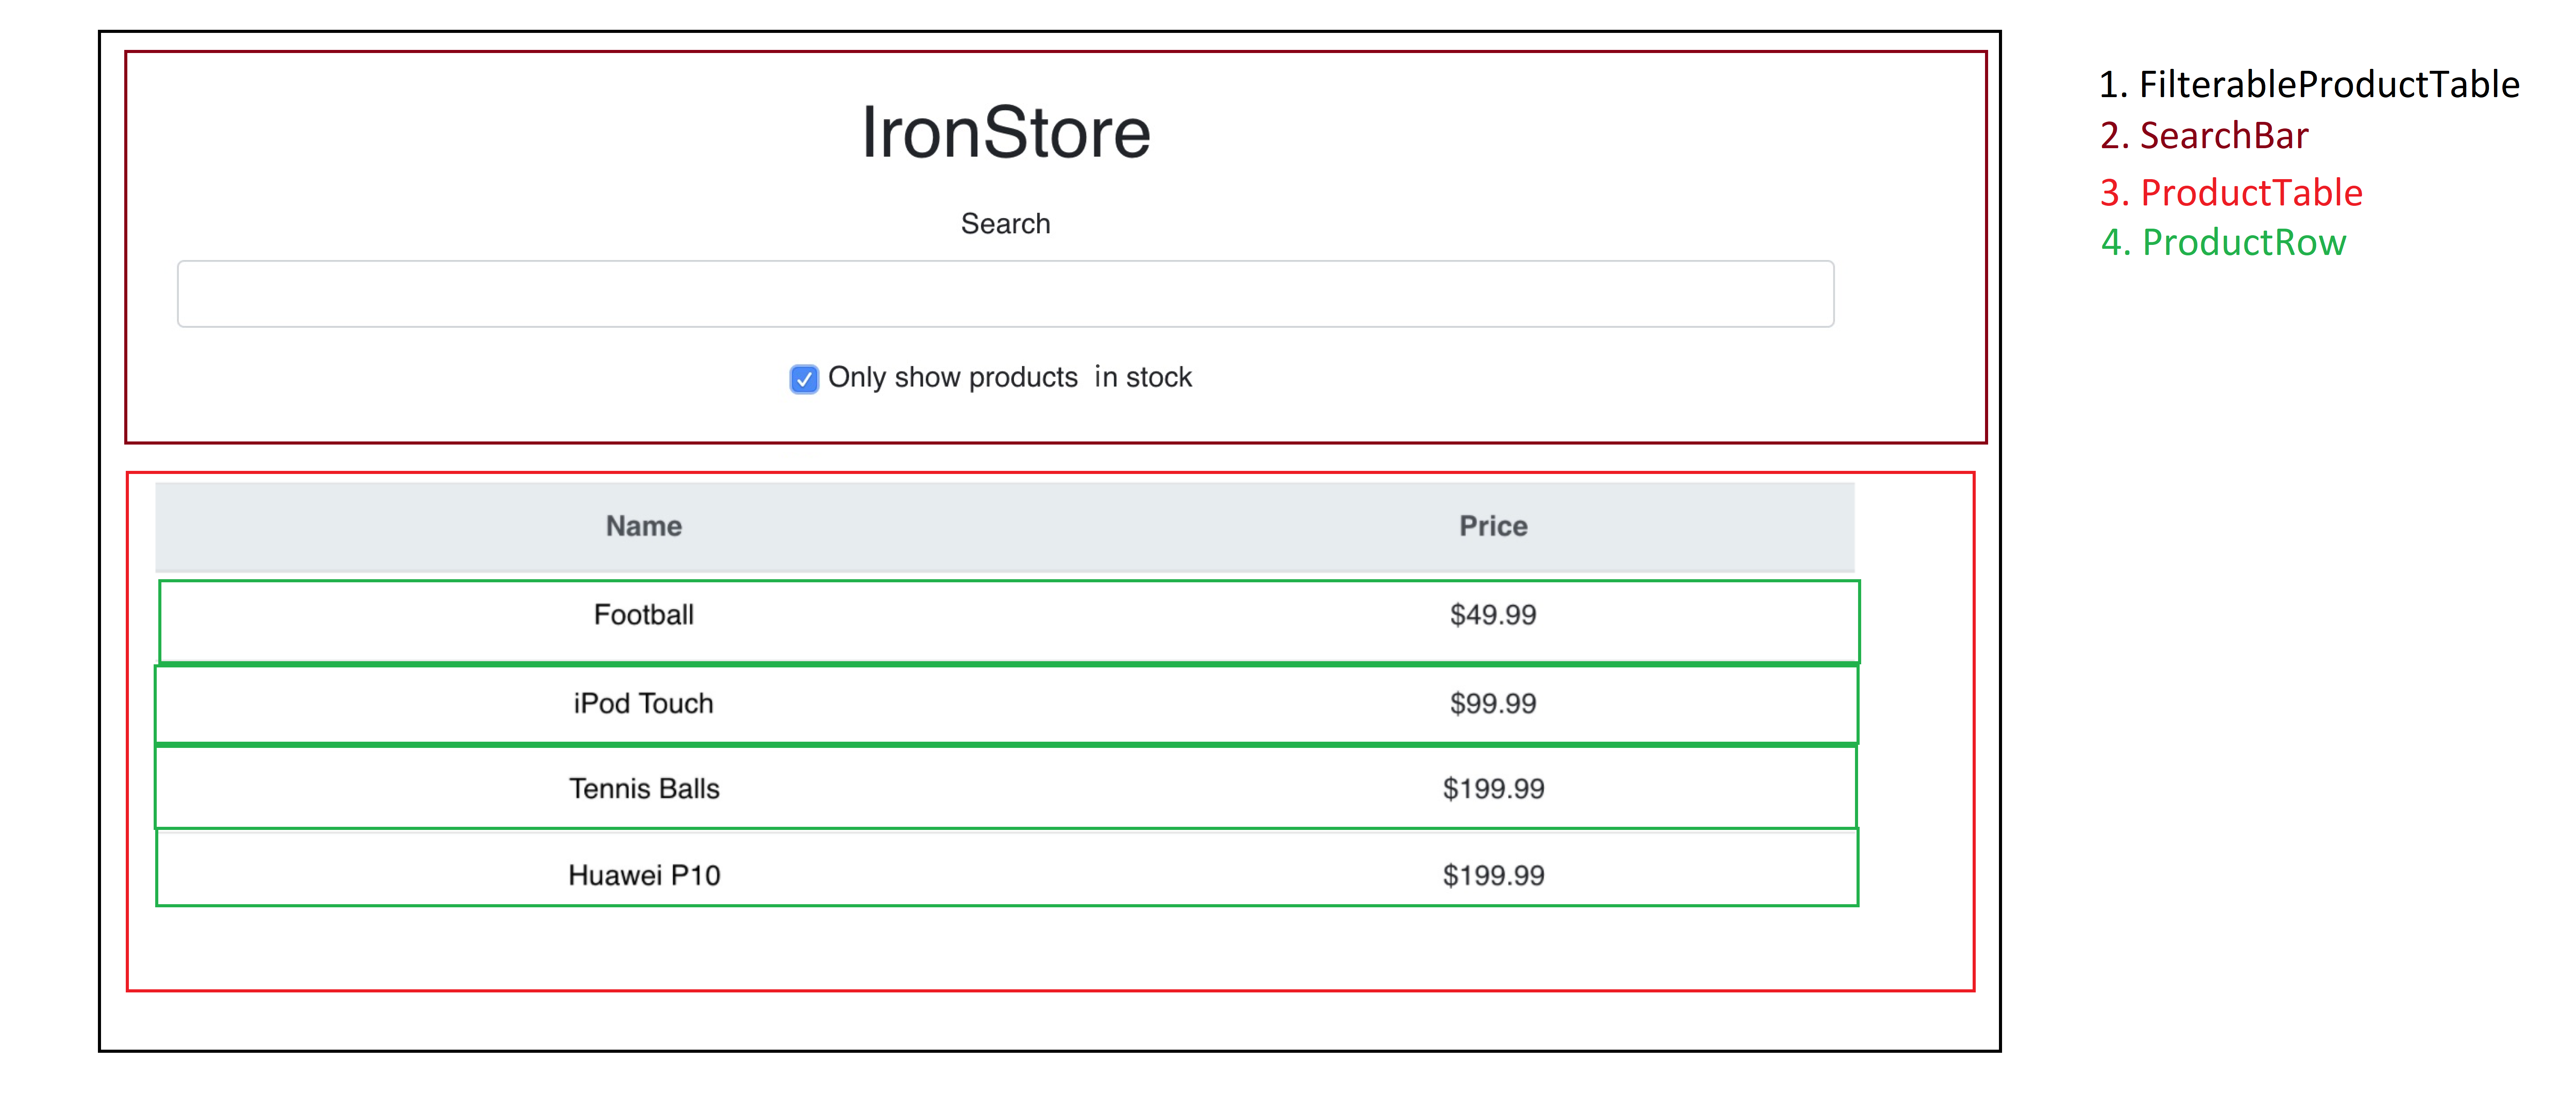 IronStore
Search
Only show products in stock
Name Price
Football $49.99
iPod Touch $99.99
Tennis Balls $199.99
Huawei P10 $199.99
1. FilterableProductTable
2. SearchBar
3. ProductTable
4. ProductRow